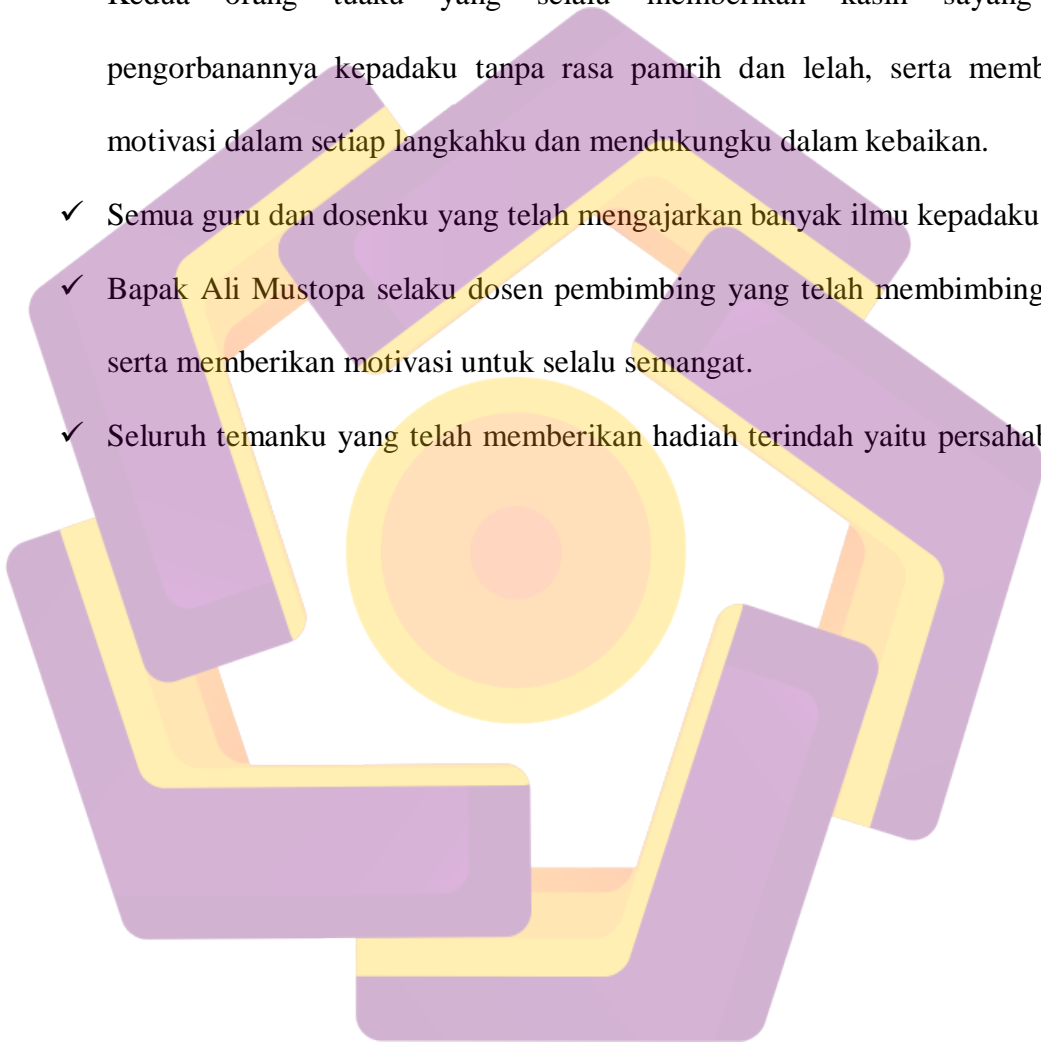 Kedua orang tuaku yang selalu memberikan kasih sayang
pengorbanannya kepadaku tanpa rasa pamrih dan lelah, serta
motivasi dalam setiap langkahku dan mendukungku dalam kebaikan.
✓ Semua guru dan dosenku yang telah mengajarkan banyak ilmu kepadaku
✓ Bapak Ali Mustopa selaku dosen pembimbing yang telah membimbing
serta memberikan motivasi untuk selalu semangat.
✓ Seluruh temanku yang telah memberikan hadiah terindah yaitu